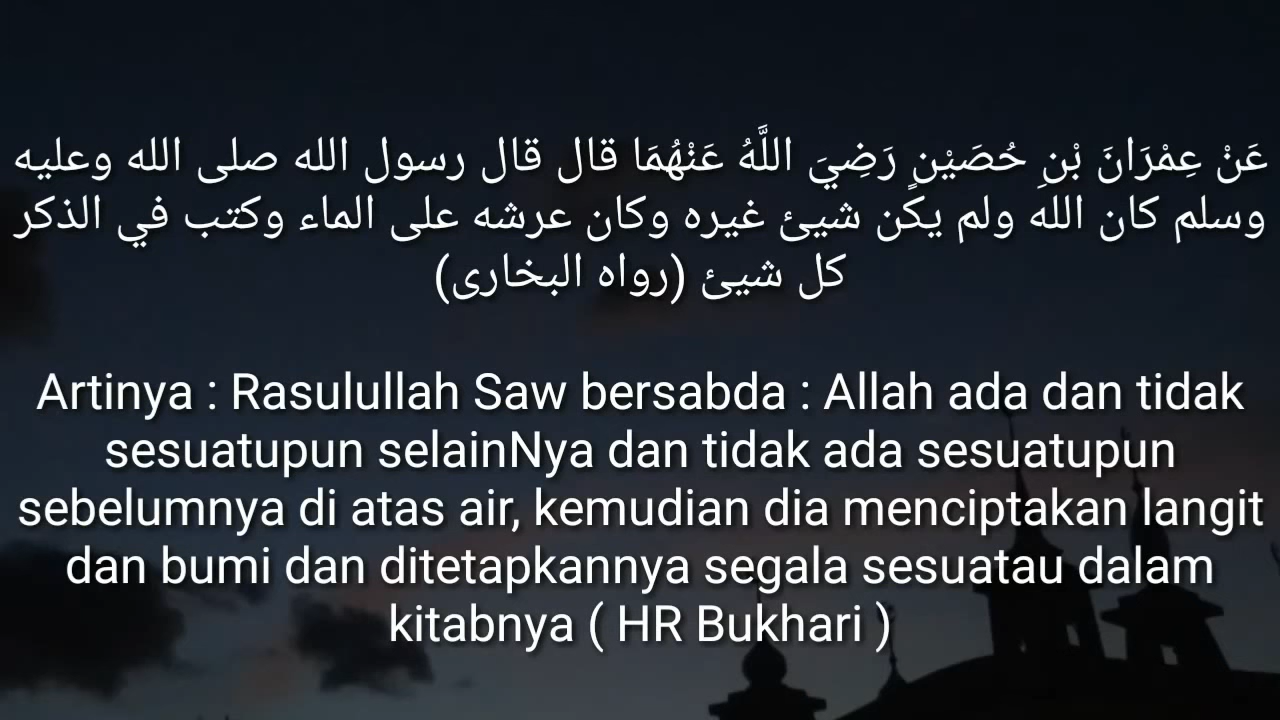 عَنْ عِمْرَانَ بْنِ حُصَيْنٍ رَضِيَ اللَّهُ عَنْهُمَا قال قال رسول الله صلى الله وعليه
وسلم كان الله ولم يكن شيئ غيره وكان عرشه على الماء وكتب في الذكر
كل شيئ (رواه البخارى)
Artinya : Rasulullah Saw bersabda : Allah ada dan tidak
sesuatupun selainNya dan tidak ada sesuatupun
sebelumnya di atas air, kemudian dia menciptakan langit
dan bumi dan ditetapkannya segala sesuatau dalam
kitabnya ( HR Bukhari )